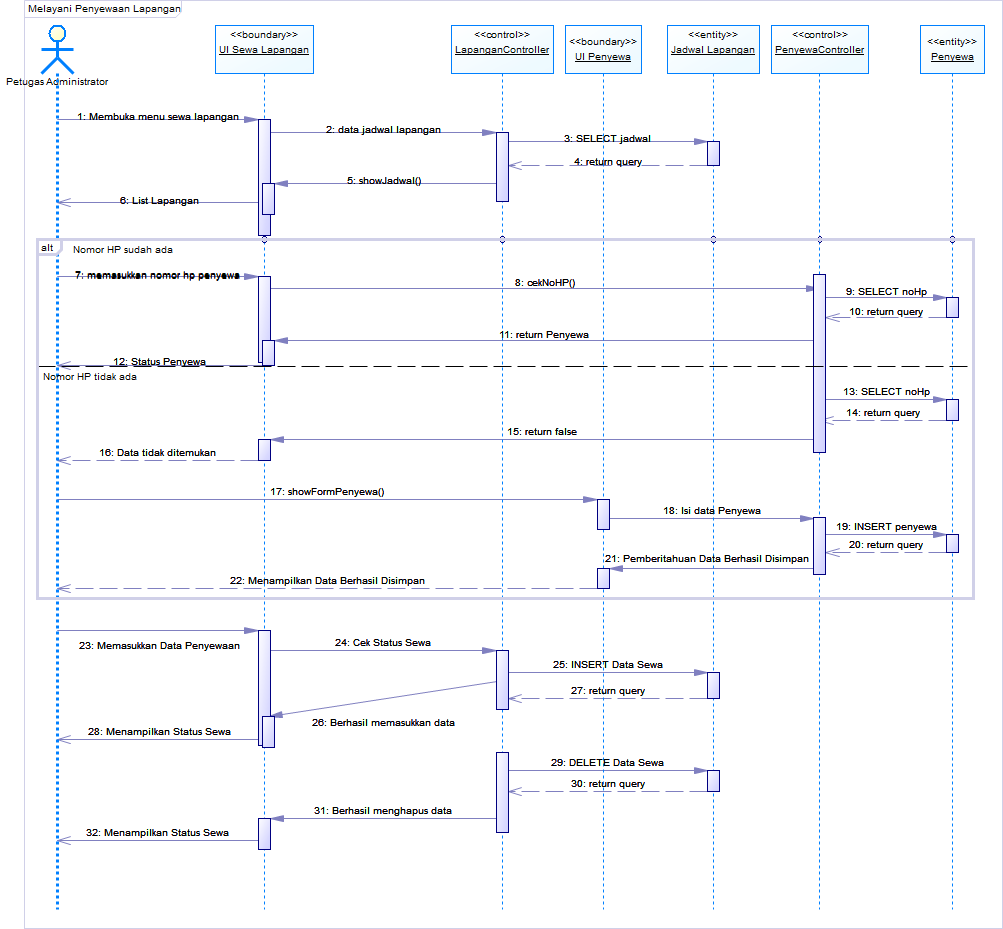 Melayani Penyewaan Lapangan
Petugas Administrator
<<boundary>>
UI Sewa Lapangan
<<control>>
LapanganController
<<boundary>>
UI Penyewa
<<entity>>
Jadwal Lapangan
<<control>>
PenyewaController
<<entity>>
Penyewa
1: Membuka menu sewa lapangan
2: data jadwal lapangan
3: SELECT jadwal
4: return query
5: showJadwal()
6: List Lapangan
alt
Nomor HP sudah ada
7: memasukkan nomor hp penyewa
8: cekNoHP()
9: SELECT noHp
10: return query
11: return Penyewa
12: Status Penyewa
Nomor HP tidak ada
13: SELECT noHp
14: return query
15: return false
16: Data tidak ditemukan
17: showFormPenyewa()
18: Isi data Penyewa
19: INSERT penyewa
20: return query
21: Pemberitahuan Data Berhasil Disimpan
22: Menampilkan Data Berhasil Disimpan
23: Memasukkan Data Penyewaan
24: Cek Status Sewa
25: INSERT Data Sewa
27: return query
26: Berhasil memasukkan data
28: Menampilkan Status Sewa
29: DELETE Data Sewa
30: return query
31: Berhasil menghapus data
32: Menampilkan Status Sewa